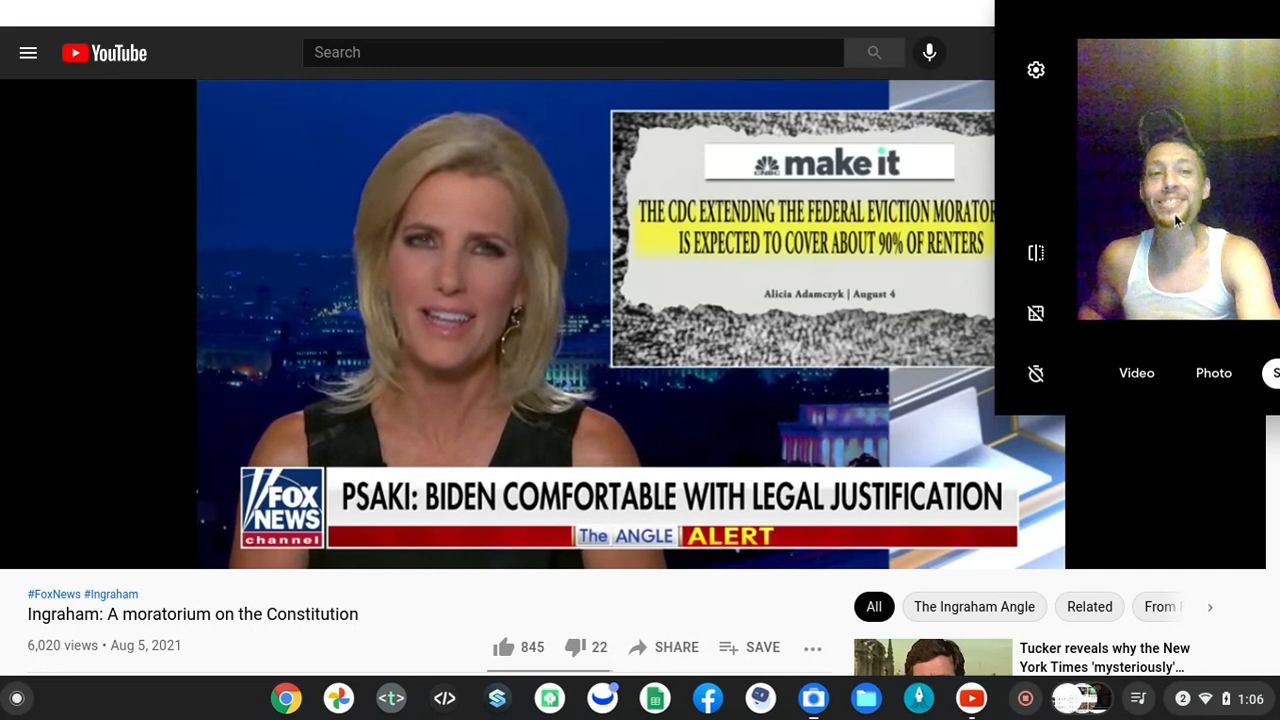 YouTube
Search
CNBC make it
THE CDC EXTENDING THE FEDERAL EVICTION MORATOR
IS EXPECTED TO COVER ABOUT 90% OF RENTERS
Alicia Adamczyk | August 4
Video
Photo
S
FOX
NEWS
channel
PSAKI: BIDEN COMFORTABLE WITH LEGAL JUSTIFICATION
The ANGLE ALERT
#FoxNews #Ingraham
Ingraham: A moratorium on the Constitution
6,020 views • Aug 5, 2021
845
22
SHARE
SAVE
All
The Ingraham Angle
Related
From
Tucker reveals why the New
York Times 'mysteriously'...
<t>
</>
2
1:06